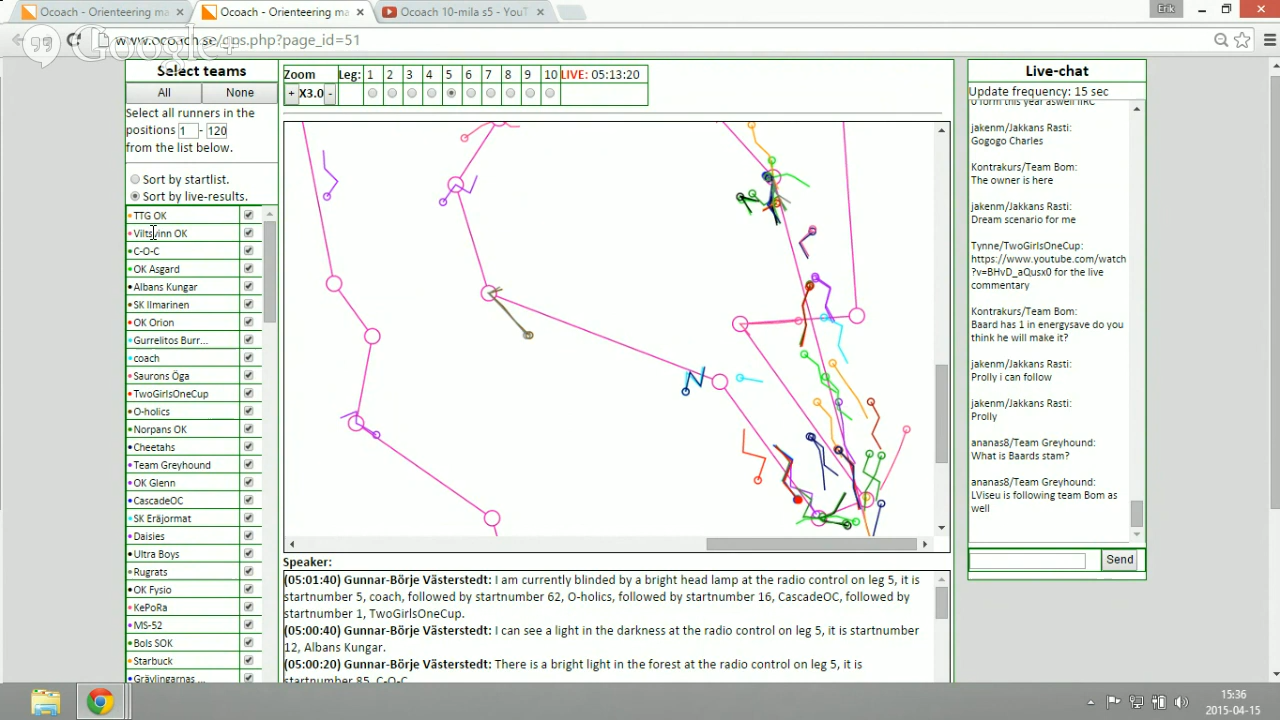 Ocoach - Orienteering ma ×
Ocoach - Orienteering ma ×
Ocoach 10-mila s5 - YouT ×
Erik
Google+
/gps.php?page_id=51
Select teams
All
None
Select all runners in the
positions 1 - 120
from the list below.
Sort by startlist.
Sort by live-results.
TTG OK
C-O-C
OK Asgard
Albans Kungar
SK Ilmarinen
OK Orion
Gurrelitos Burr...
coach
Saurons Öga
TwoGirlsOneCup
O-holics
Norpans OK
Cheetahs
Team Greyhound
OK Glenn
CascadeOC
SK Eräjormat
Daisies
Ultra Boys
Rugrats
OK Fysio
KePoRa
MS-52
Bols SOK
Starbuck
Grävlingarnas ...
Zoom Leg: 1 2 3 4 5 6 7 8 9 10 LIVE: 05:13:20
+ X3.0 -
Speaker:
(05:01:40) Gunnar-Börje Västerstedt: I am currently blinded by a bright head lamp at the radio control on leg 5, it is
startnumber 5, coach, followed by startnumber 62, O-holics, followed by startnumber 16, CascadeOC, followed by
startnumber 1, TwoGirlsOneCup.
(05:00:40) Gunnar-Börje Västerstedt: I can see a light in the darkness at the radio control on leg 5, it is startnumber
12, Albans Kungar.
(05:00:20) Gunnar-Börje Västerstedt: There is a bright light in the forest at the radio control on leg 5, it is
startnumber 85, C-O-C.
Live-chat
Update frequency: 15 sec
U form this year aswell IIRC
jakenm/Jakkans Rasti:
Gogogo Charles
Kontrakurs/Team Bom:
The owner is here
jakenm/Jakkans Rasti:
Dream scenario for me
Tynne/TwoGirlsOneCup:
https://www.youtube.com/watch
?v=BHvD_aQusx0 for the live
commentary
Kontrakurs/Team Bom:
Baard has 1 in energysave do you
think he will make it?
jakenm/Jakkans Rasti:
Prolly i can follow
jakenm/Jakkans Rasti:
Prolly
ananas8/Team Greyhound:
What is Baards stam?
ananas8/Team Greyhound:
LViseu is following team Bom as
well
Send
15:36
2015-04-15